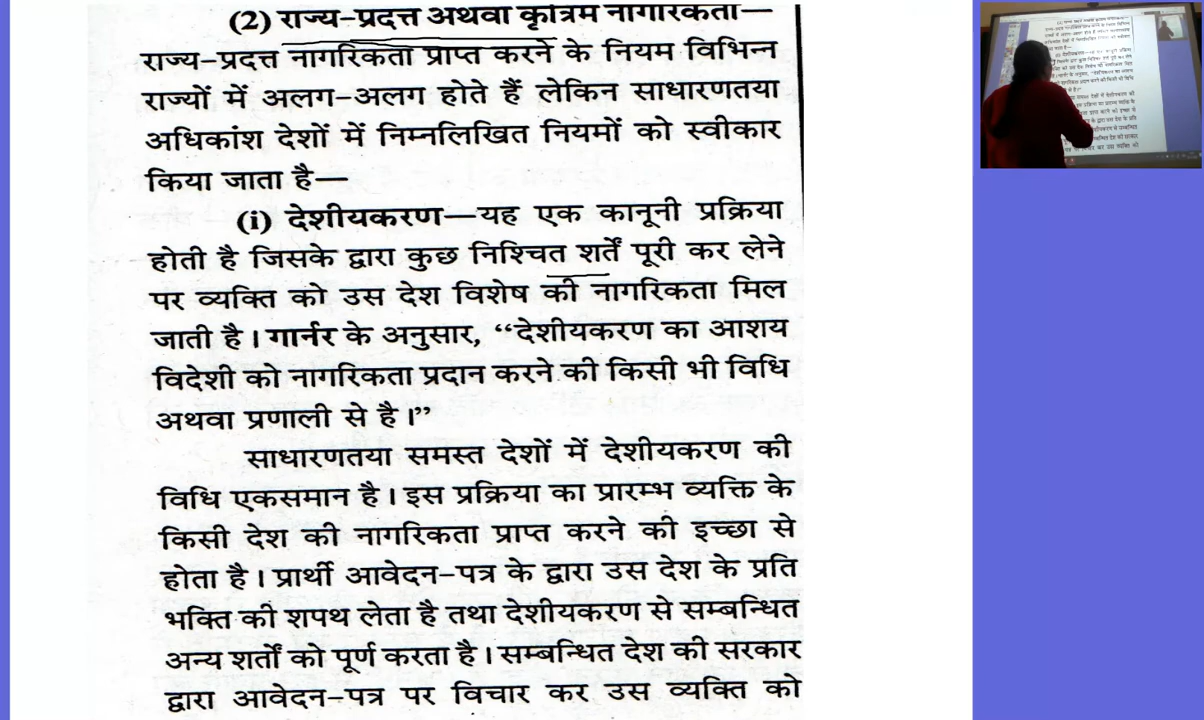 (2) राज्य-प्रदत्त अथवा कृत्रिम नागरिकता—
राज्य-प्रदत्त नागरिकता प्राप्त करने के नियम विभिन्न
राज्यों में अलग-अलग होते हैं लेकिन साधारणतया
अधिकांश देशों में निम्नलिखित नियमों को स्वीकार
किया जाता है—
(i) देशीयकरण—यह एक कानूनी प्रक्रिया
होती है जिसके द्वारा कुछ निश्चित शर्तें पूरी कर लेने
पर व्यक्ति को उस देश विशेष की नागरिकता मिल
जाती है। गार्नर के अनुसार, “देशीयकरण का आशय
विदेशी को नागरिकता प्रदान करने की किसी भी विधि
अथवा प्रणाली से है।”
साधारणतया समस्त देशों में देशीयकरण की
विधि एकसमान है। इस प्रक्रिया का प्रारम्भ व्यक्ति के
किसी देश की नागरिकता प्राप्त करने की इच्छा से
होता है। प्रार्थी आवेदन-पत्र के द्वारा उस देश के प्रति
भक्ति की शपथ लेता है तथा देशीयकरण से सम्बन्धित
अन्य शर्तों को पूर्ण करता है। सम्बन्धित देश की सरकार
द्वारा आवेदन-पत्र पर विचार कर उस व्यक्ति को